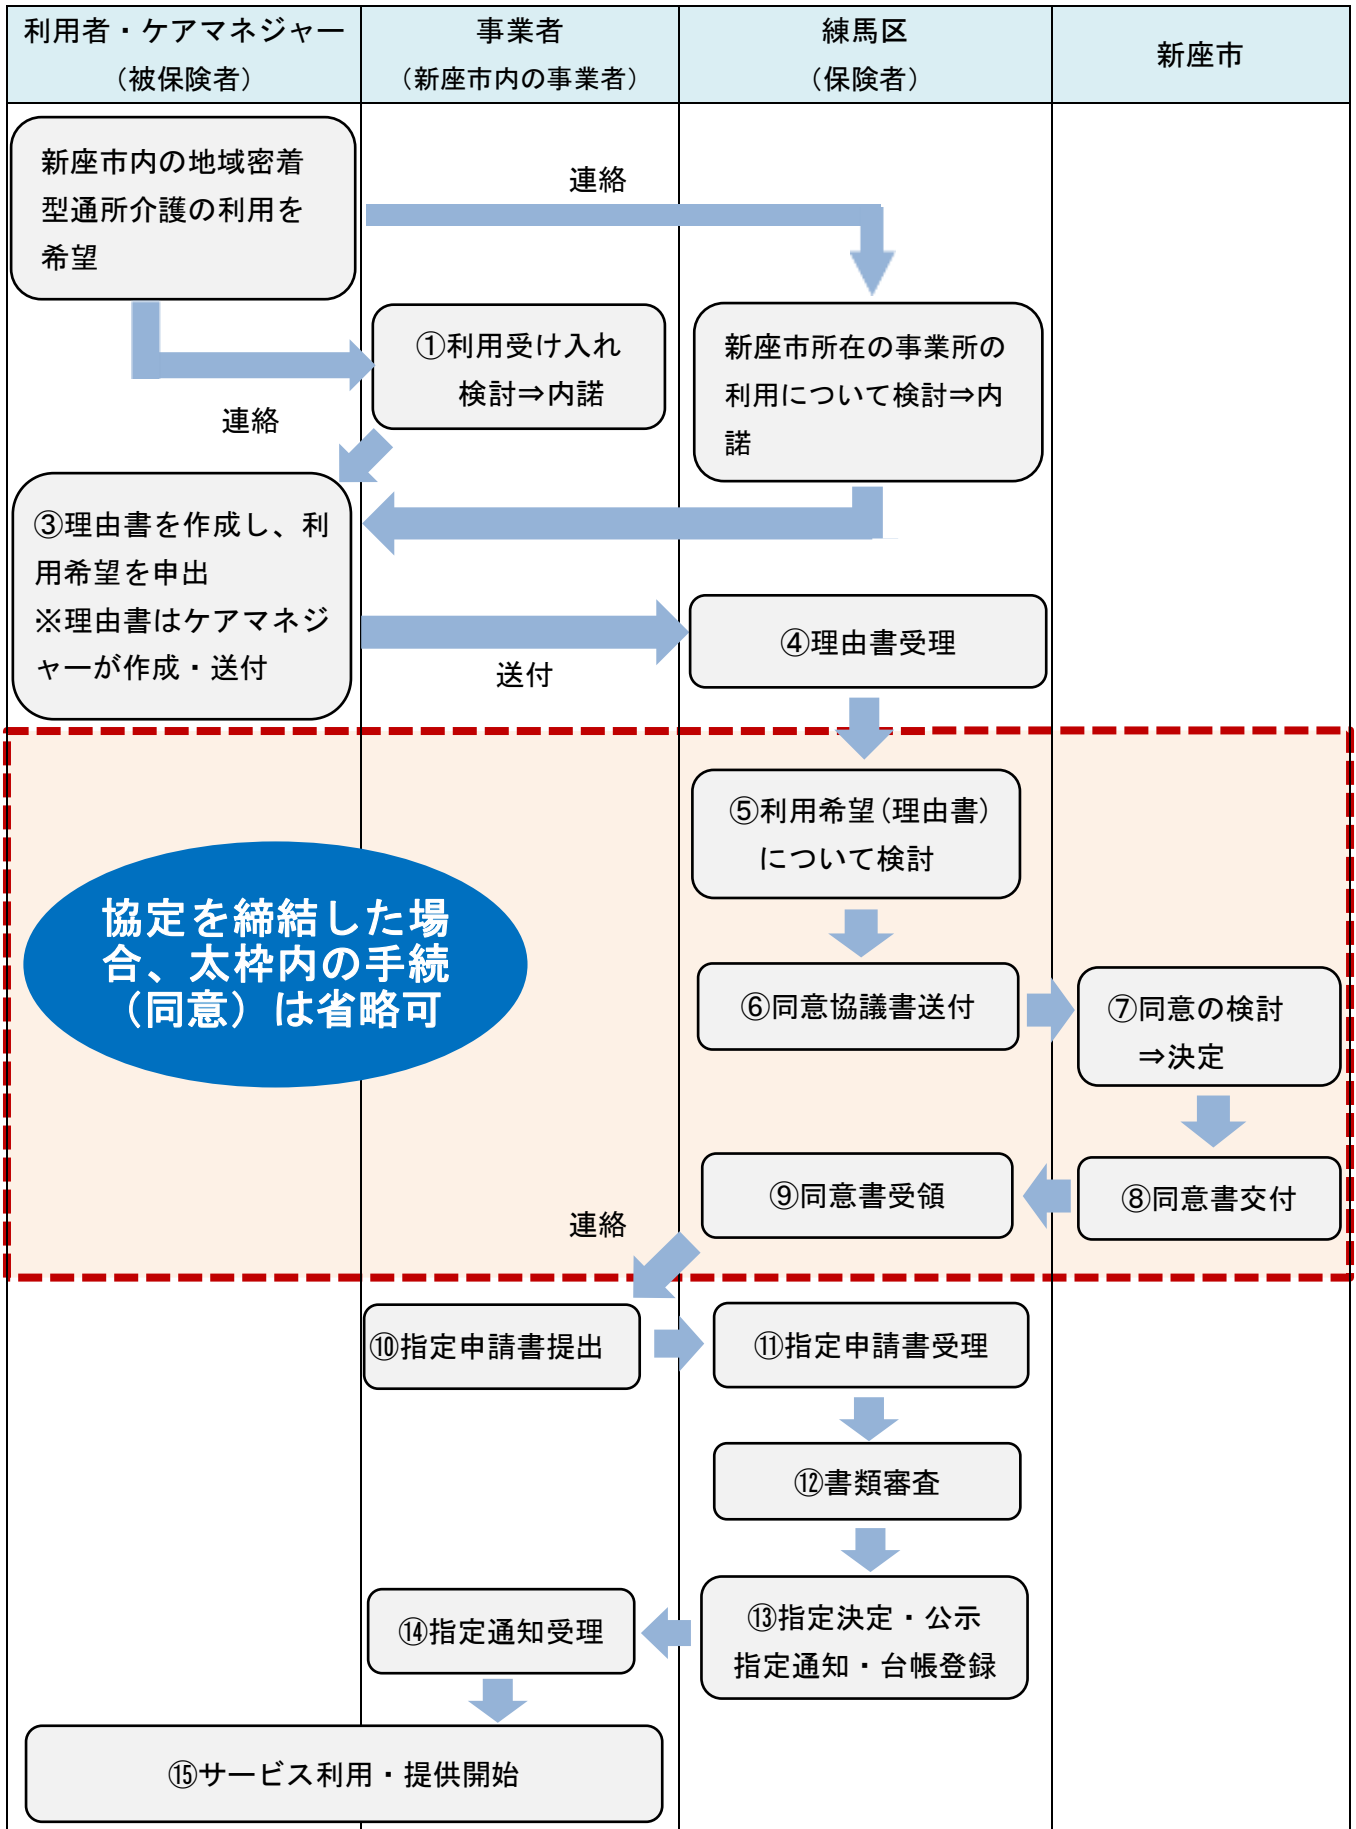 利用者・ケアマネジャー
（被保険者）
事業者
（新座市内の事業者）
練馬区
（保険者）
新座市
新座市内の地域密着
型通所介護の利用を
希望
連絡
①利用受け入れ
検討⇒内諾
新座市所在の事業所の
利用について検討⇒内
諾
連絡
③理由書を作成し、利
用希望を申出
※理由書はケアマネジ
ャーが作成・送付
送付
④理由書受理
⑤利用希望(理由書)
について検討
協定を締結した場
合、太枠内の手続
（同意）は省略可
⑥同意協議書送付
⑦同意の検討
⇒決定
⑧同意書交付
⑨同意書受領
連絡
⑩指定申請書提出
⑪指定申請書受理
⑫書類審査
⑬指定決定・公示
指定通知・台帳登録
⑭指定通知受理
⑮サービス利用・提供開始